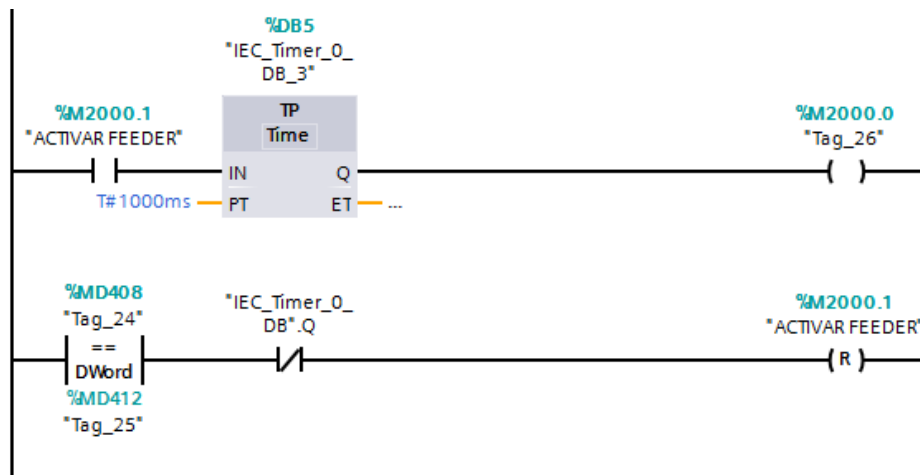 %DB5
"IEC_Timer_0_
DB_3"
%M2000.1
"ACTIVAR FEEDER"
TP
Time
%M2000.0
"Tag_26"
IN
Q
T#1000ms
PT
ET
...
%MD408
"Tag_24"
==
DWord
%MD412
"Tag_25"
"IEC_Timer_0_
DB".Q
%M2000.1
"ACTIVAR FEEDER"
R